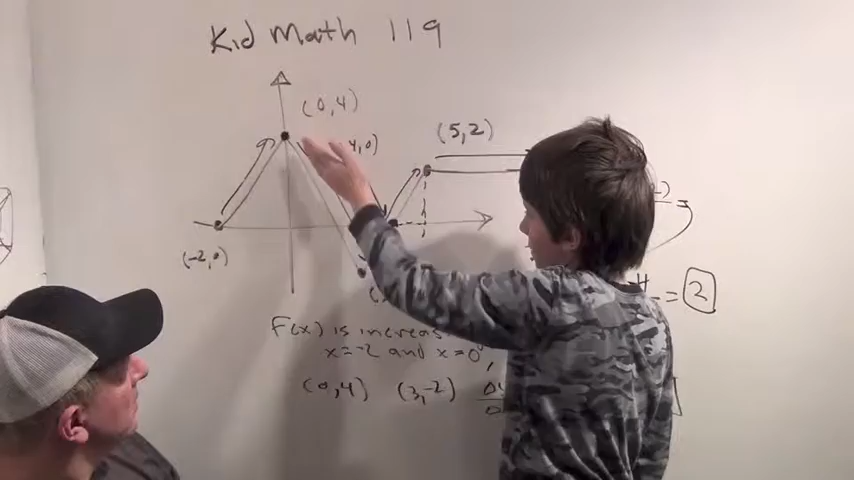 Kid Math 119
(0,4)
4,0)
(5,2)
(-2,0)
F(x) is increas
x=-2 and x=0
(0,4) (3,-2)
= 2